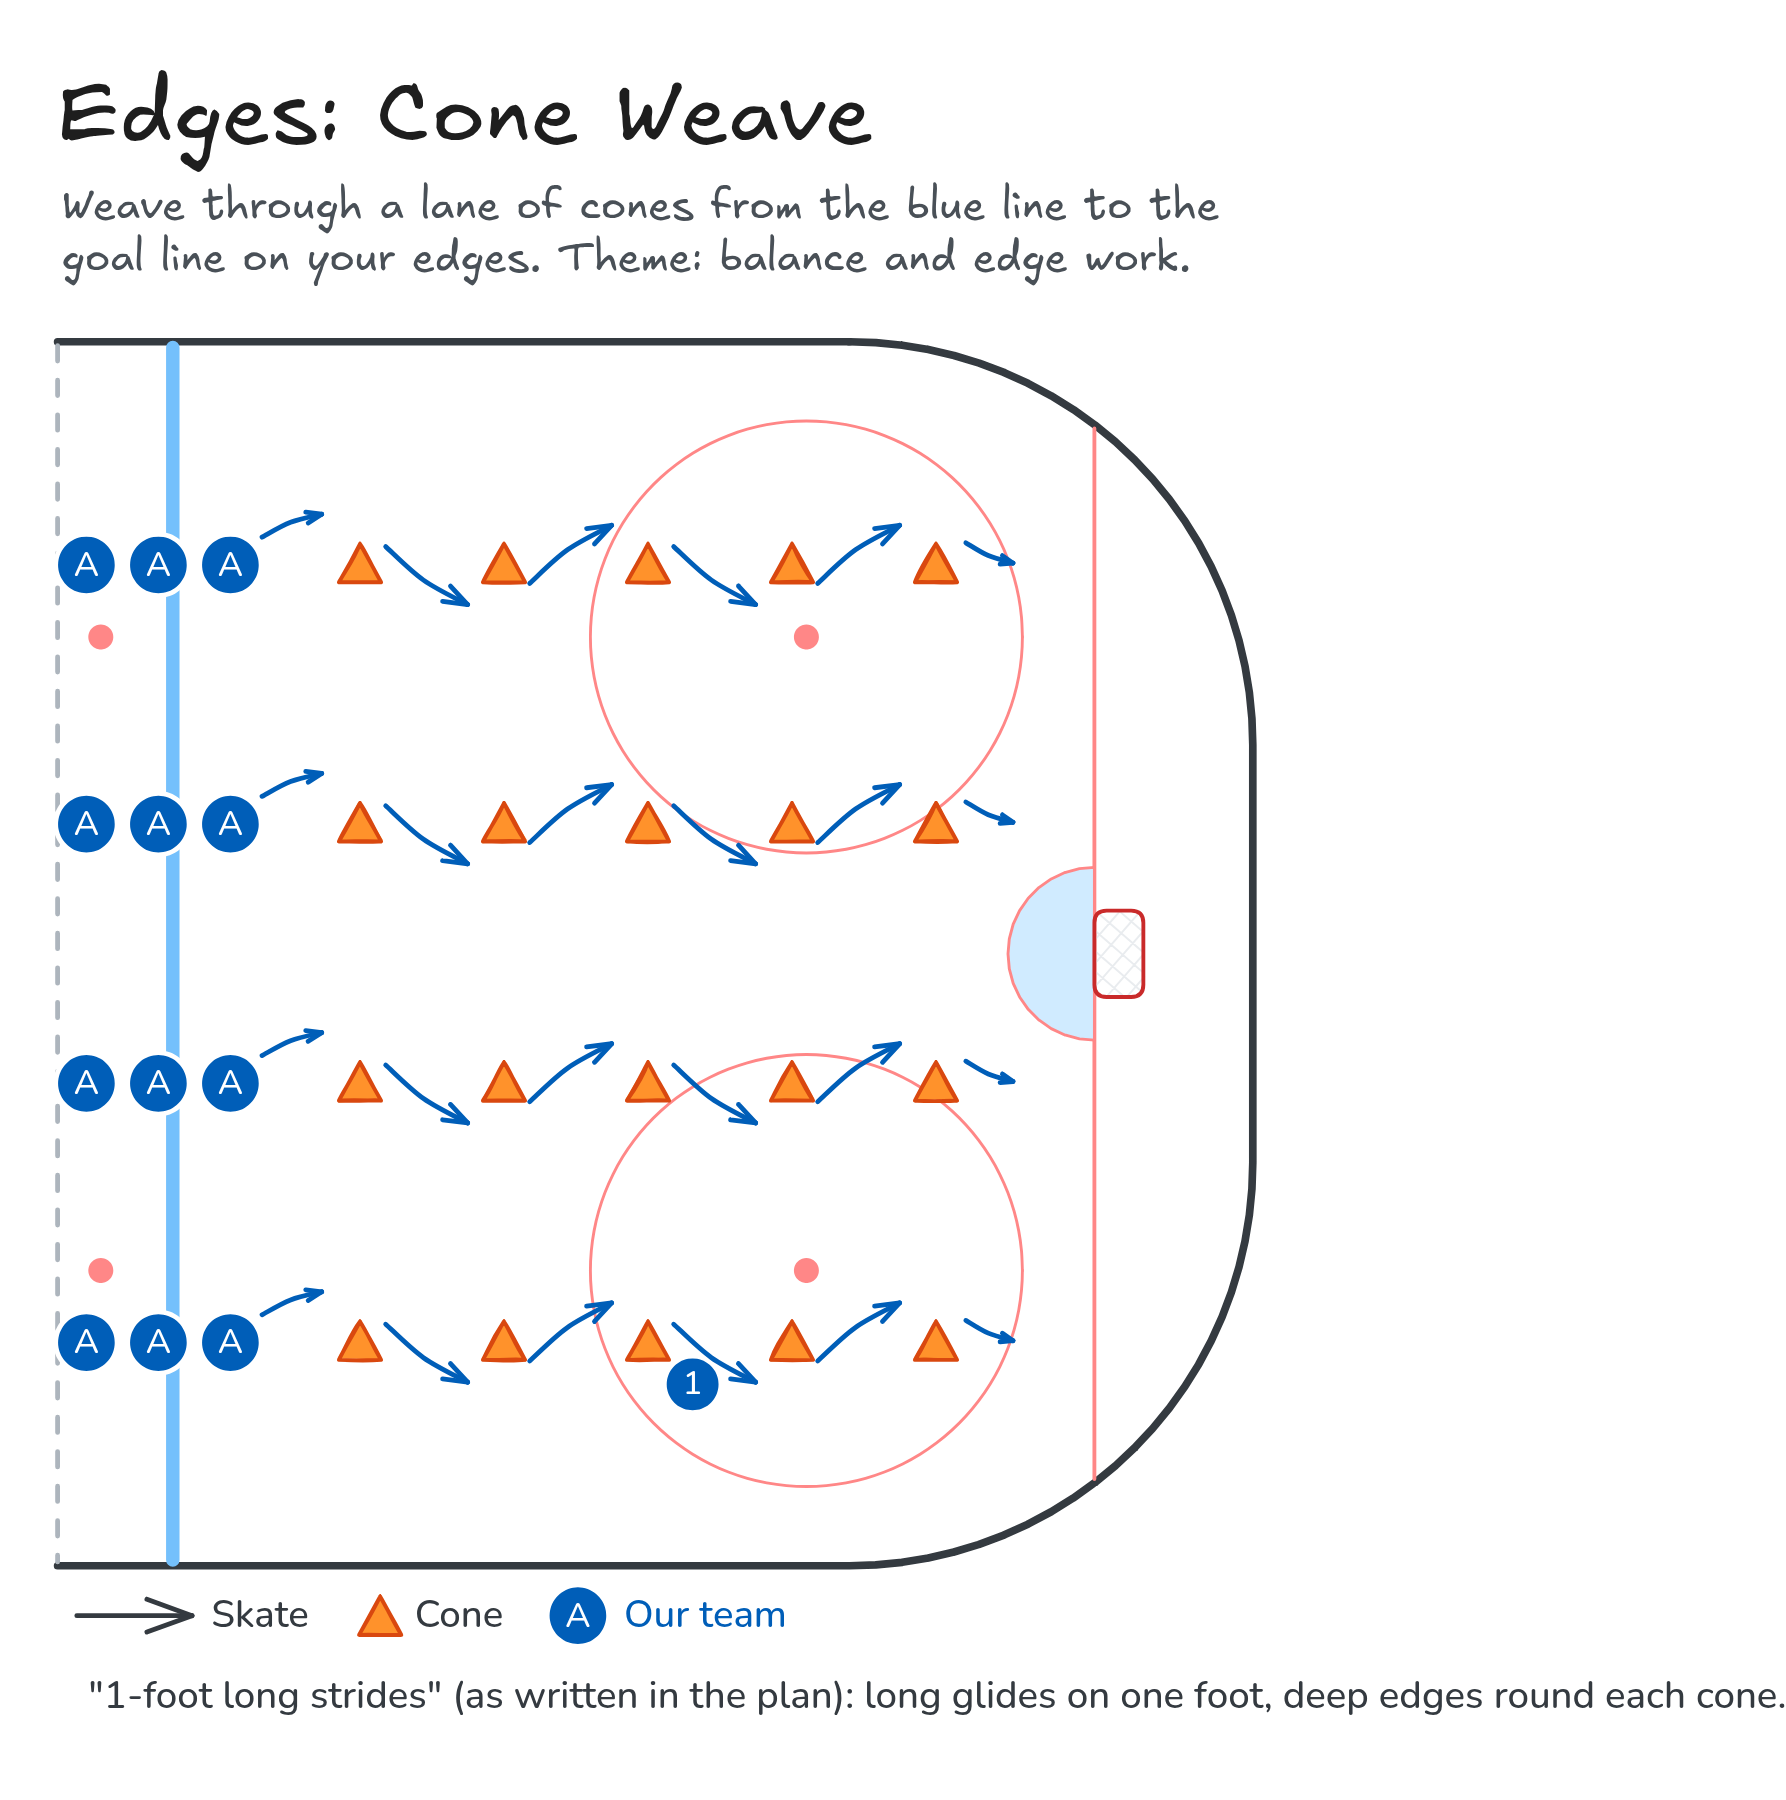 Edges: Cone Weave
Weave through a lane of cones from the blue line to the
goal line on your edges. Theme: balance and edge work.
A A A
A A A
A A A
A A A
1
Skate Cone A Our team
"1-foot long strides" (as written in the plan): long glides on one foot, deep edges round each cone.